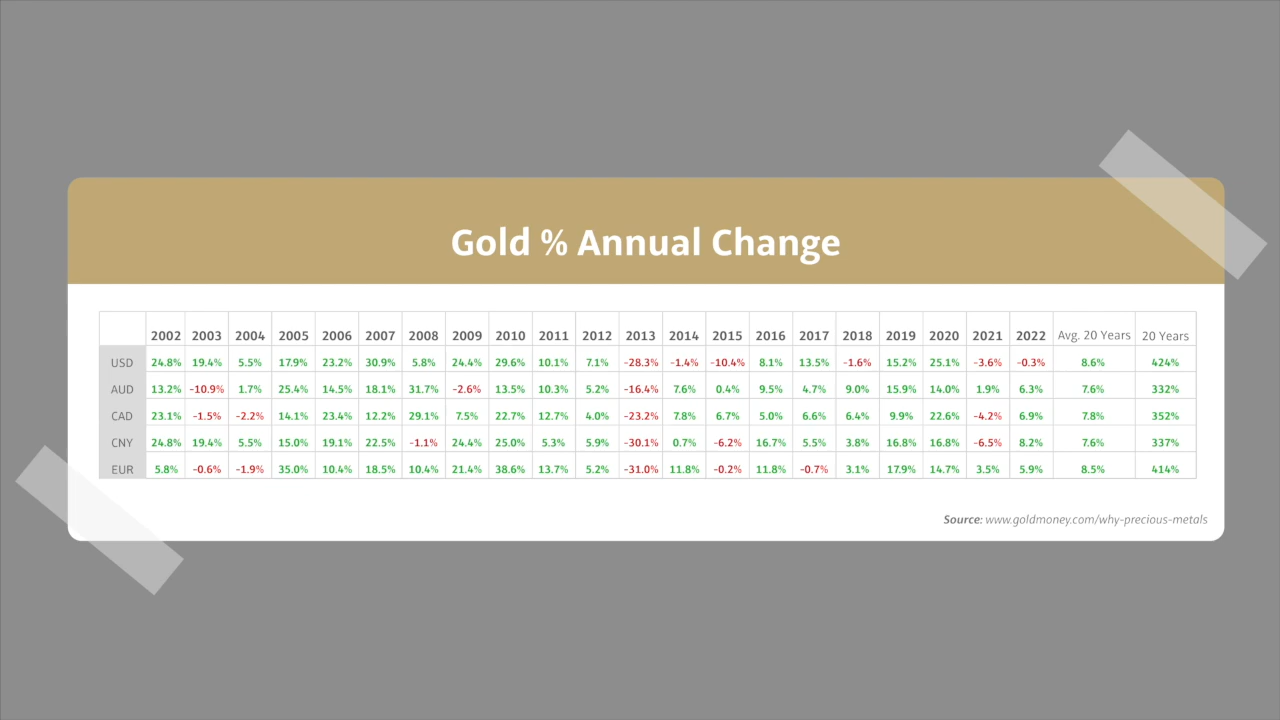 Gold % Annual Change
2002 2003 2004 2005 2006 2007 2008 2009 2010 2011 2012 2013 2014 2015 2016 2017 2018 2019 2020 2021 2022 Avg. 20 Years 20 Years
USD 24.8% 19.4% 5.5% 17.9% 23.2% 30.9% 5.8% 24.4% 29.6% 10.1% 7.1% -28.3% -1.4% -10.4% 8.1% 13.5% -1.6% 15.2% 25.1% -3.6% -0.3% 8.6% 424%
AUD 13.2% -10.9% 1.7% 25.4% 14.5% 18.1% 31.7% -2.6% 13.5% 10.3% 5.2% -16.4% 7.6% 0.4% 9.5% 4.7% 9.0% 15.9% 14.0% 1.9% 6.3% 7.6% 332%
CAD 23.1% -1.5% -2.2% 14.1% 23.4% 12.2% 29.1% 7.5% 22.7% 12.7% 4.0% -23.2% 7.8% 6.7% 5.0% 6.6% 6.4% 9.9% 22.6% -4.2% 6.9% 7.8% 352%
CNY 24.8% 19.4% 5.5% 15.0% 19.1% 22.5% -1.1% 24.4% 25.0% 5.3% 5.9% -30.1% 0.7% -6.2% 16.7% 5.5% 3.8% 16.8% 16.8% -6.5% 8.2% 7.6% 337%
EUR 5.8% -0.6% -1.9% 35.0% 10.4% 18.5% 10.4% 21.4% 38.6% 13.7% 5.2% -31.0% 11.8% -0.2% 11.8% -0.7% 3.1% 17.9% 14.7% 3.5% 5.9% 8.5% 414%
Source: www.goldmoney.com/why-precious-metals